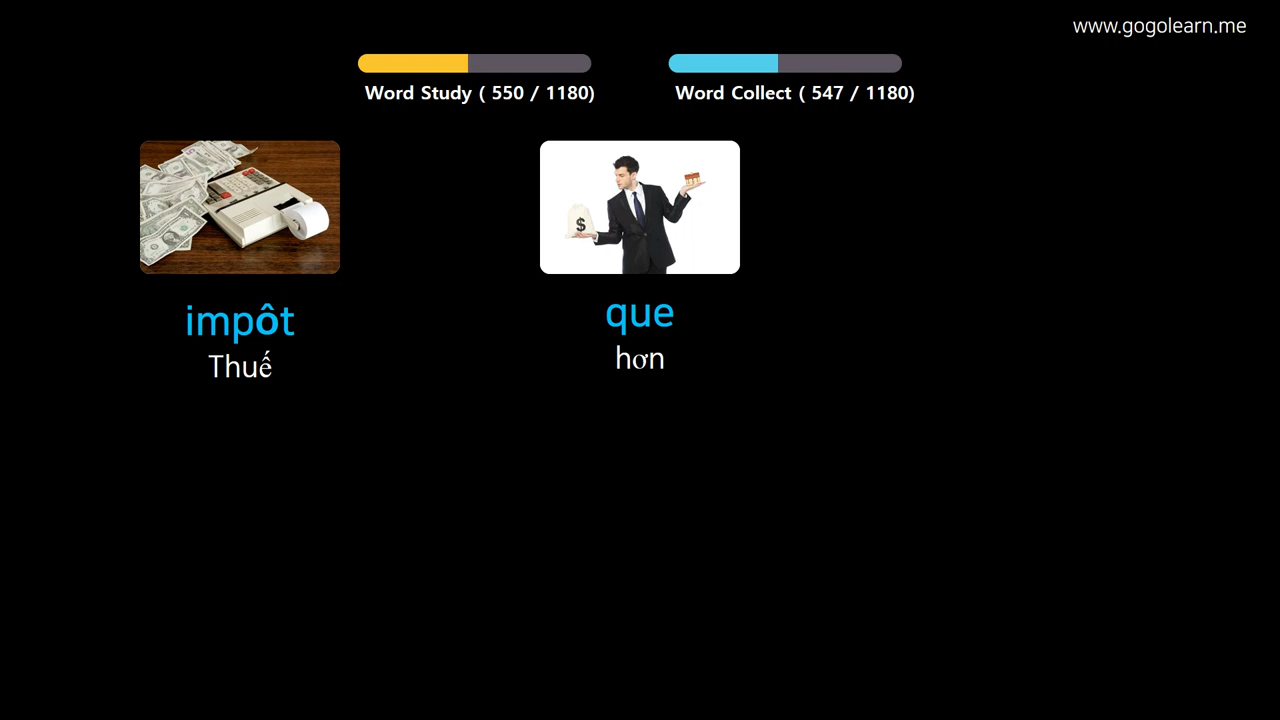 www.gogolearn.me
Word Study ( 550 / 1180)
Word Collect ( 547 / 1180)
$
impôt
Thuế
que
hơn